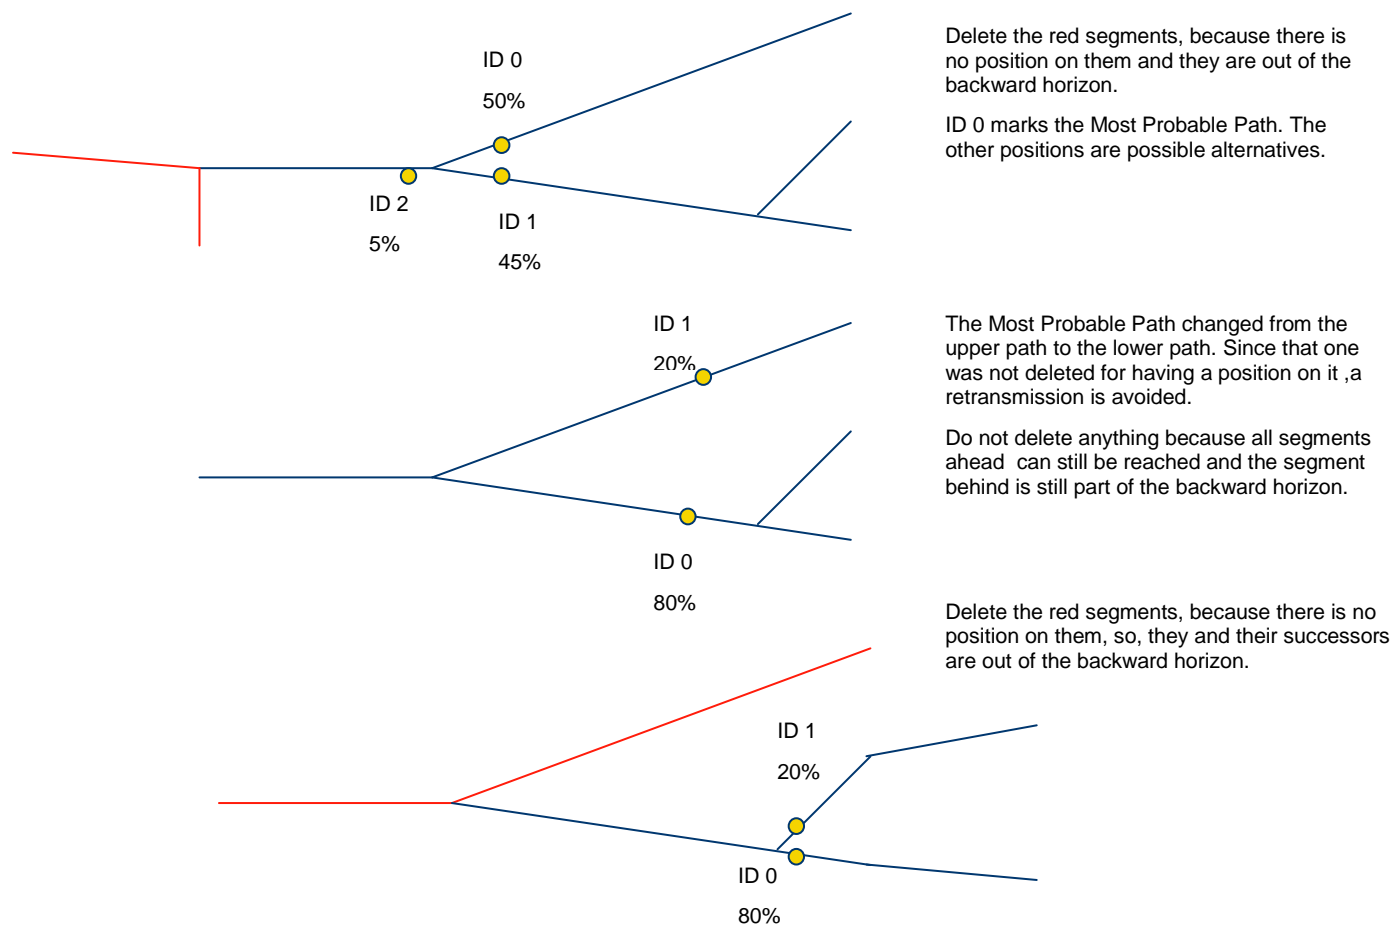 ID 0
50%
ID 2
5%
ID 1
45%
Delete the red segments, because there is
no position on them and they are out of the
backward horizon.
ID 0 marks the Most Probable Path. The
other positions are possible alternatives.
ID 1
20%
ID 0
80%
The Most Probable Path changed from the
upper path to the lower path. Since that one
was not deleted for having a position on it ,a
retransmission is avoided.
Do not delete anything because all segments
ahead  can still be reached and the segment
behind is still part of the backward horizon.
Delete the red segments, because there is no
position on them, so, they and their successors
are out of the backward horizon.
ID 1
20%
ID 0
80%